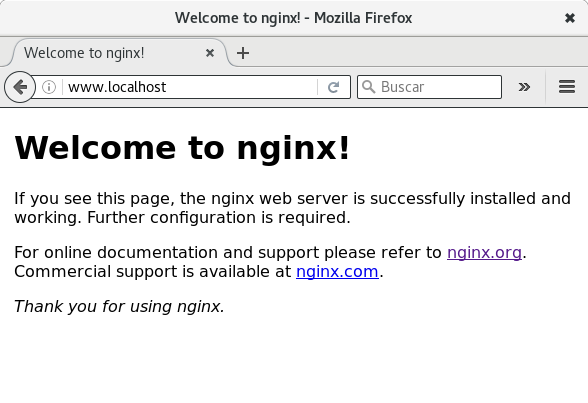 Welcome to nginx! - Mozilla Firefox
Welcome to nginx!
www.localhost
Buscar
Welcome to nginx!
If you see this page, the nginx web server is successfully installed and
working. Further configuration is required.
For online documentation and support please refer to nginx.org.
Commercial support is available at nginx.com.
Thank you for using nginx.